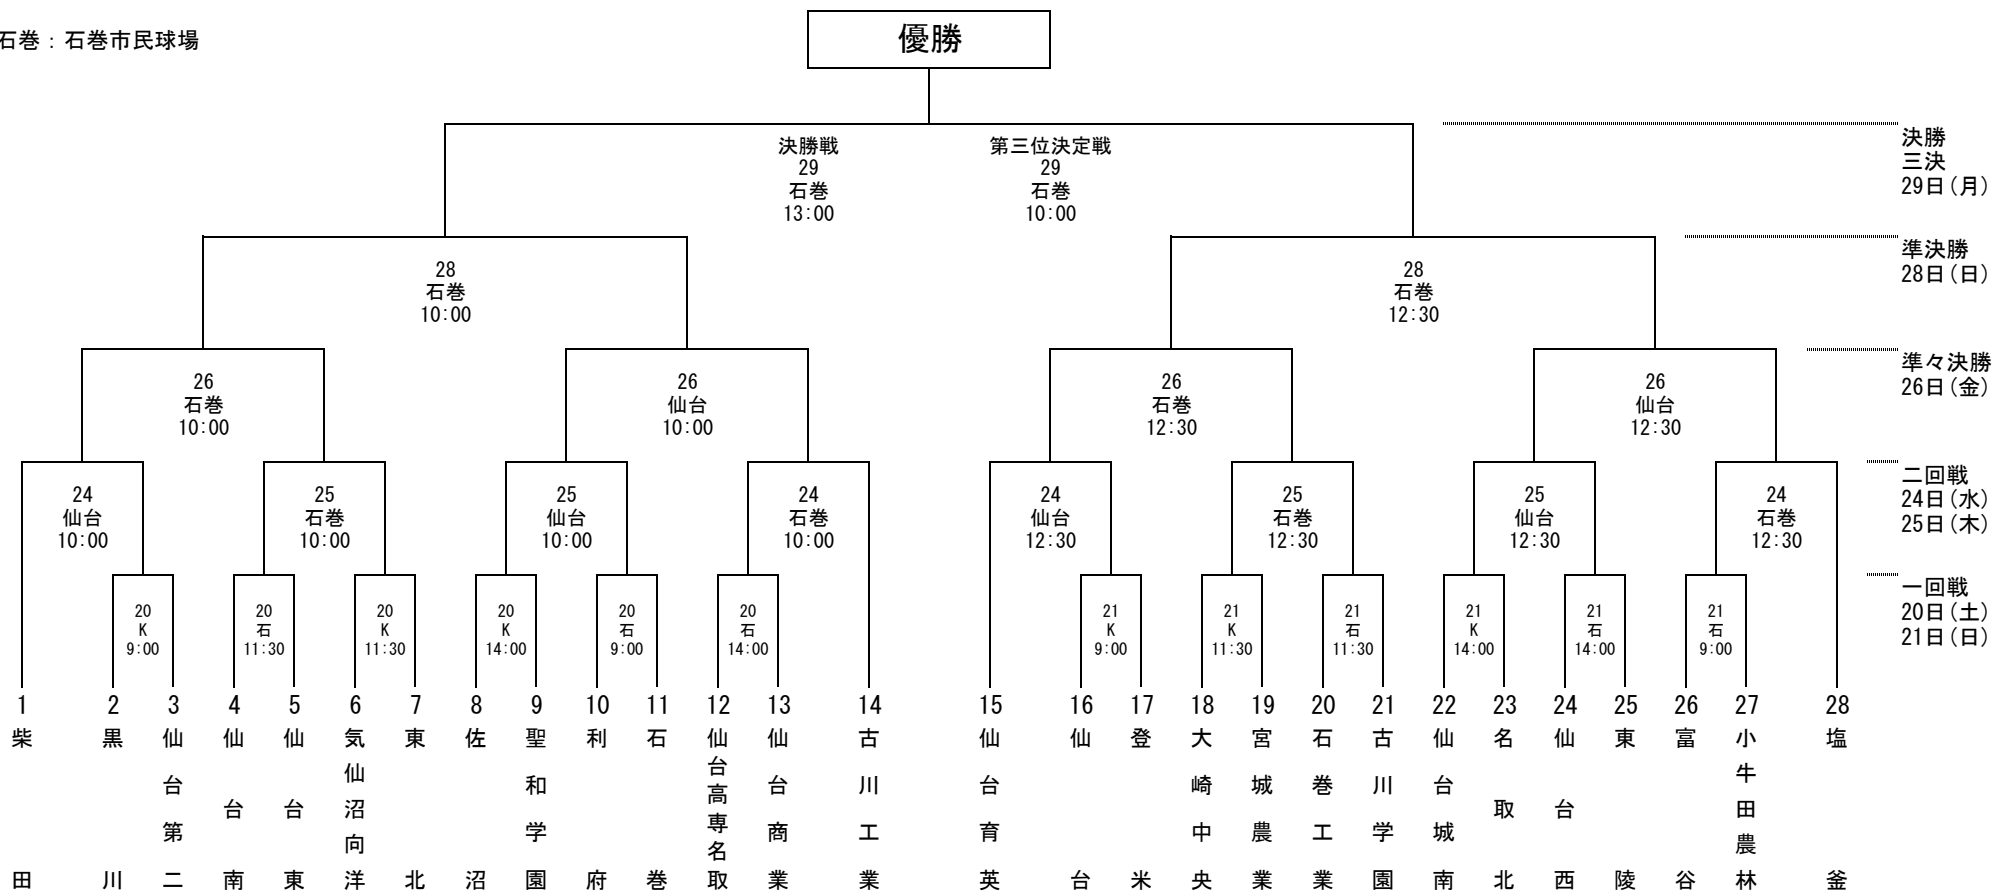 優勝
石巻：石巻市民球場
決勝戦
29
石巻
13:00
第三位決定戦
29
石巻
10:00
決勝
三決
29日(月)
28
石巻
10:00
28
石巻
12:30
準決勝
28日(日)
26
石巻
10:00
26
仙台
10:00
26
石巻
12:30
26
仙台
12:30
準々決勝
26日(金)
24
仙台
10:00
25
石巻
10:00
25
仙台
10:00
24
石巻
10:00
24
仙台
12:30
25
石巻
12:30
25
仙台
12:30
24
石巻
12:30
二回戦
24日(水)
25日(木)
20
K
9:00
20
石
11:30
20
K
11:30
20
K
14:00
20
石
9:00
20
石
14:00
21
K
9:00
21
K
11:30
21
石
11:30
21
K
14:00
21
石
14:00
21
石
9:00
一回戦
20日(土)
21日(日)
1
柴田
2
黒川
3
仙台第二
4
仙台南
5
仙台東
6
気仙沼向洋
7
東北
8
佐沼
9
聖和学園
10
利府
11
石巻
12
仙台高専名取
13
仙台商業
14
古川工業
15
仙台育英
16
仙台
17
登米
18
大崎中央
19
宮城農業
20
石巻工業
21
古川学園
22
仙台城南
23
名取北
24
仙台西
25
東陵
26
富谷
27
小牛田農林
28
塩釜